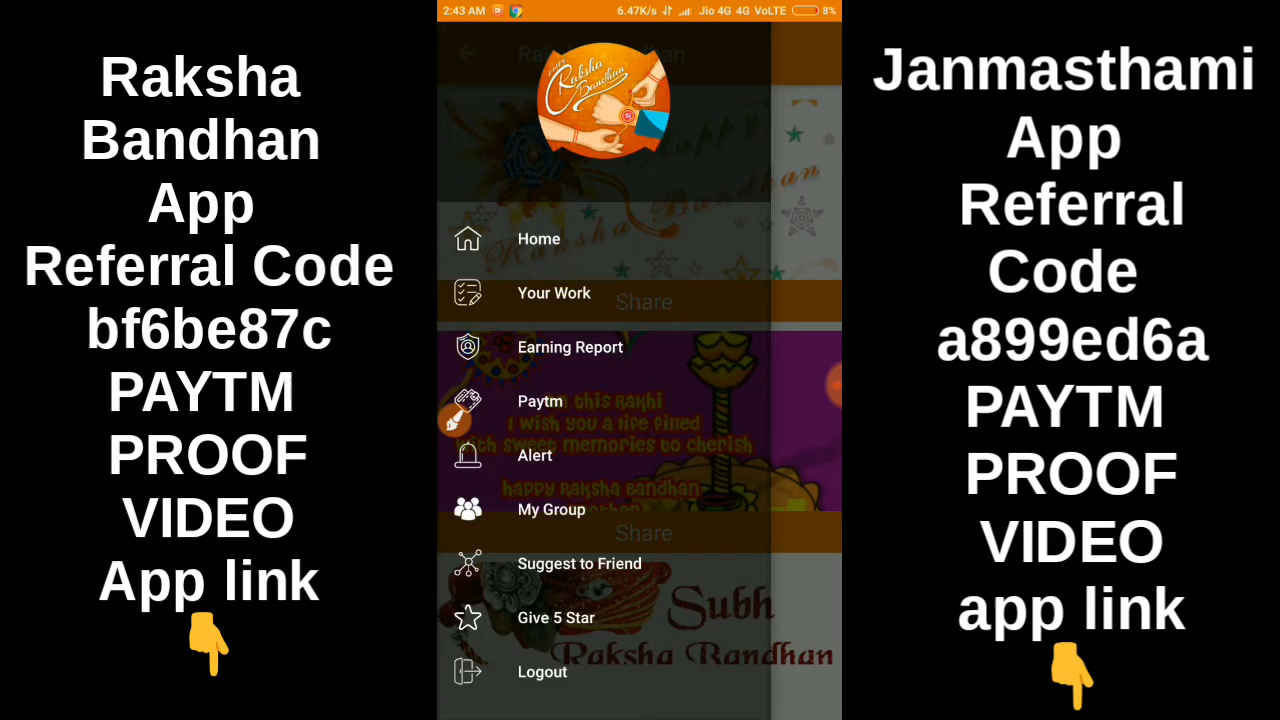 Raksha
Bandhan
App
Referral Code
bf6be87c
PAYTM
PROOF
VIDEO
App link
2:43 AM
6.47K/s
Jio 4G 4G VoLTE
8%
Raksha
Bandhan
Happy
Raksha Bandhan
Home
Your Work
Share
Earning Report
Paytm
this Rakhi
I wish you a life filled
with sweet memories to cherish
Alert
happy Raksha Bandhan
My Group
Share
Suggest to Friend
Subh
Give 5 Star
Raksha Bandhan
Logout
Janmasthami
App
Referral
Code
a899ed6a
PAYTM
PROOF
VIDEO
app link